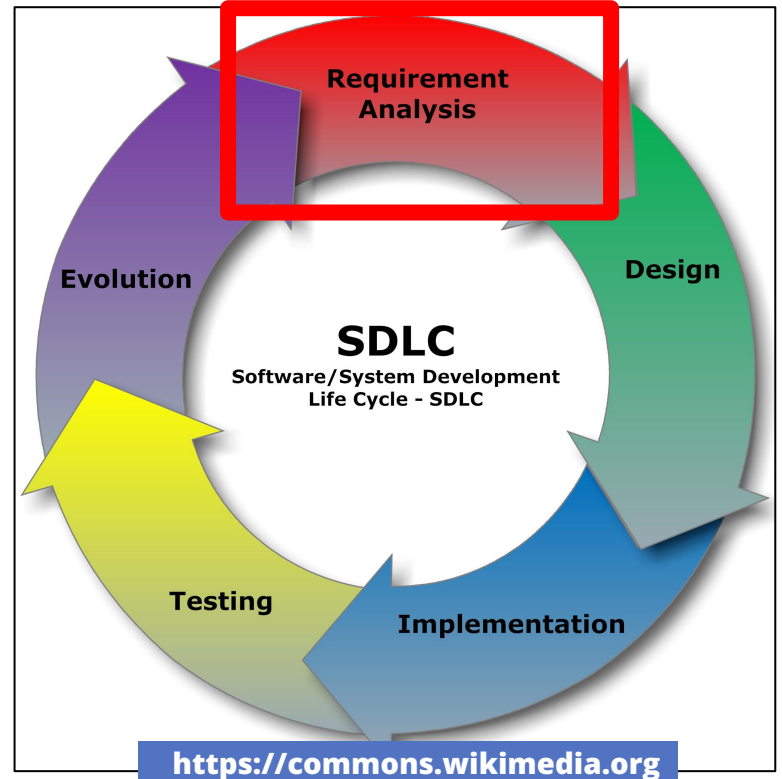 Requirement
Analysis
Design
Evolution
SDLC
Software/System Development
Life Cycle - SDLC
Testing
Implementation
https://commons.wikimedia.org